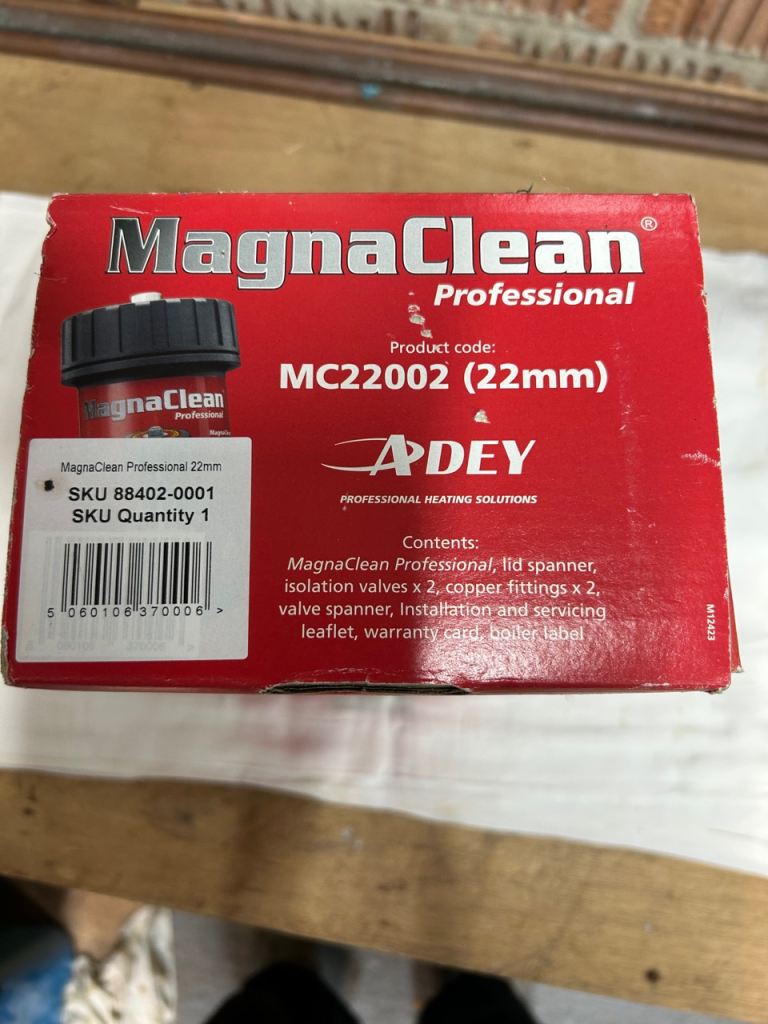 MagnaClean®
Professional
Product code:
MC22002 (22mm)
MagnaClean
Professional
ADEY
PROFESSIONAL HEATING SOLUTIONS
MagnaClean Professional 22mm
SKU 88402-0001
SKU Quantity 1
5 060106 370006 >
Contents:
MagnaClean Professional, lid spanner,
isolation valves x 2, copper fittings x 2,
valve spanner, Installation and servicing
leaflet, warranty card, boiler label
M12423